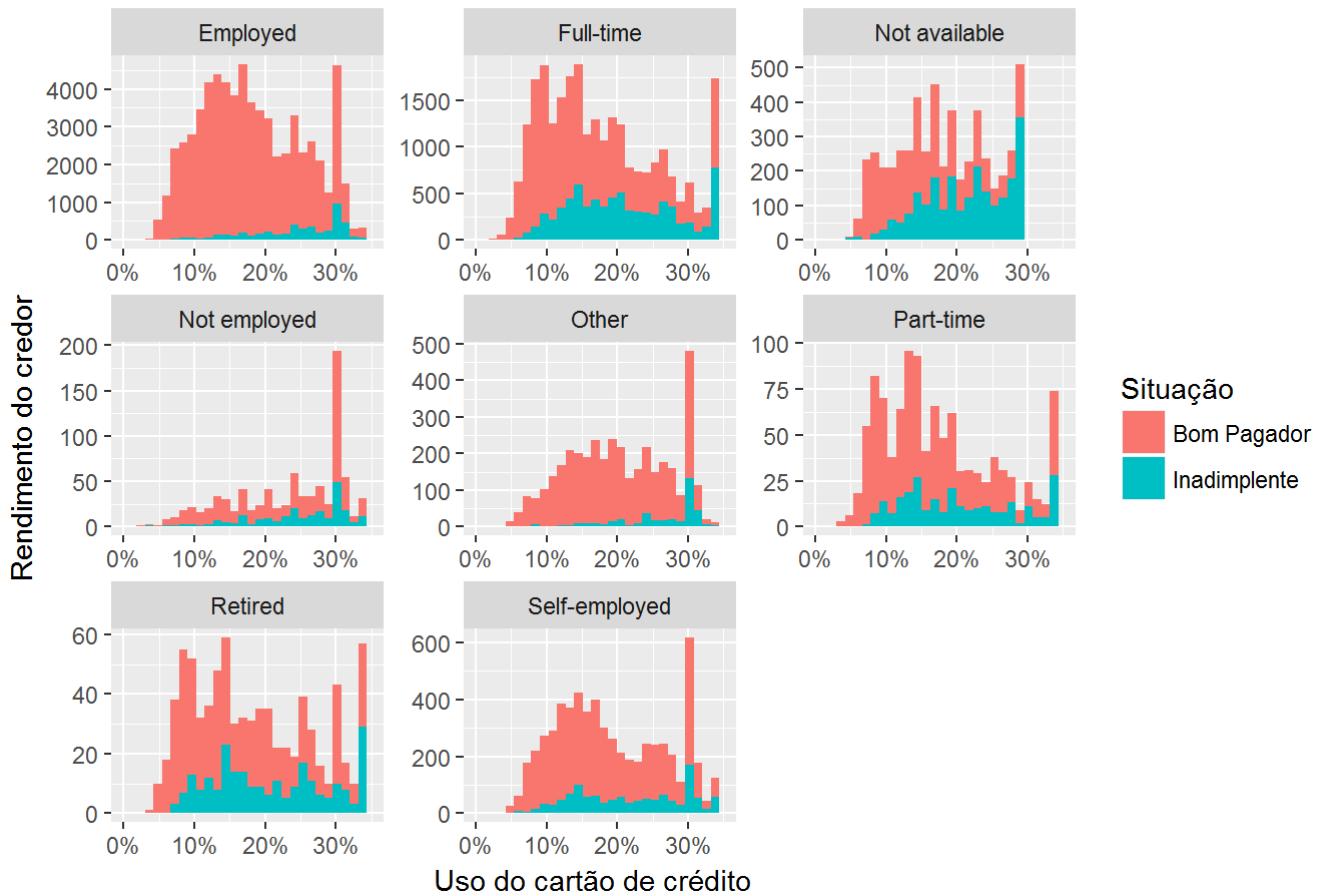 Employed
Full-time
Not available
4000
3000
2000
1000
0
0% 10% 20% 30%
1500
1000
500
0
0% 10% 20% 30%
500
400
300
200
100
0
0% 10% 20% 30%
Not employed
Other
Part-time
200
150
100
50
0
0% 10% 20% 30%
500
400
300
200
100
0
0% 10% 20% 30%
100
75
50
25
0
0% 10% 20% 30%
Retired
Self-employed
60
40
20
0
0% 10% 20% 30%
600
400
200
0
0% 10% 20% 30%
Rendimento do credor
Uso do cartão de crédito
Situação
Bom Pagador
Inadimplente